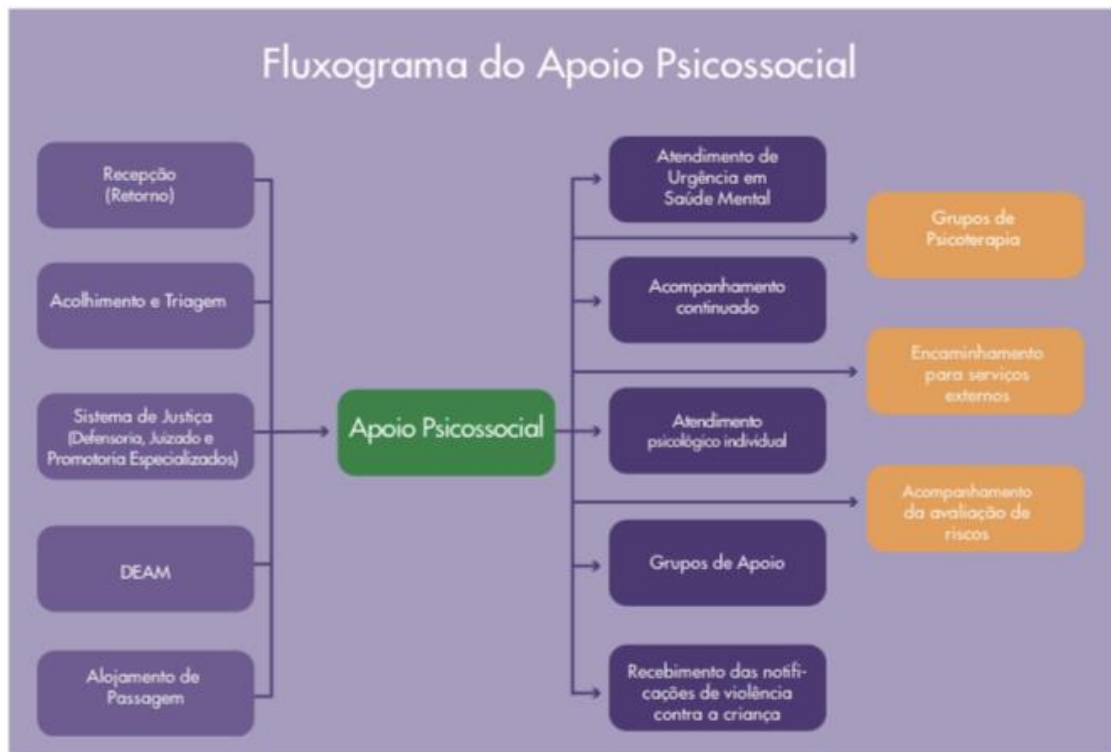 Fluxograma do Apoio Psicossocial
Recepção
(Retorno)
Acolhimento e Triagem
Sistema de Justiça
(Defensoria, Juizado e
Promotoria Especializados)
DEAM
Alojamento de
Passagem
Apoio Psicossocial
Atendimento de
Urgência em
Saúde Mental
Acompanhamento
continuado
Atendimento
psicológico individual
Grupos de Apoio
Recebimento das notifi-
cações de violência
contra a criança
Grupos de
Psicoterapia
Encaminhamento
para serviços
externos
Acompanhamento
da avaliação de
riscos